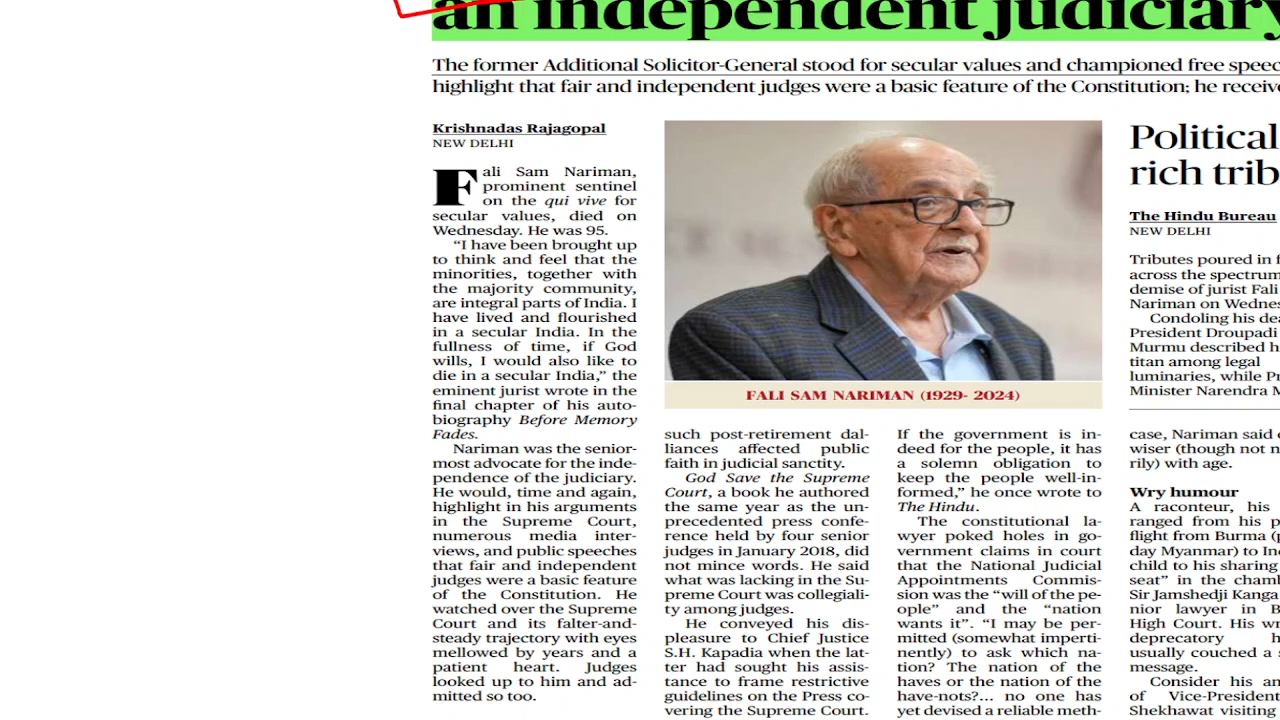 an independent judiciary
The former Additional Solicitor-General stood for secular values and championed free
highlight that fair and independent judges were a basic feature of the Constitution; he
Krishnadas Rajagopal
NEW DELHI
Fali Sam Nariman,
prominent sentinel
on the qui vive for
secular values, died on
Wednesday. He was 95.
“I have been brought up
to think and feel that the
minorities, together with
the majority community,
are integral parts of India. I
have lived and flourished
in a secular India. In the
fullness of time, if God
wills, I would also like to
die in a secular India,” the
eminent jurist wrote in the
final chapter of his auto-
biography Before Memory
Fades.
Nariman was the senior-
most advocate for the inde-
pendence of the judiciary.
He would, time and again,
highlight in his arguments
in the Supreme Court,
numerous media inter-
views, and public speeches
that fair and independent
judges were a basic feature
of the Constitution. He
watched over the Supreme
Court and its falter-and-
steady trajectory with eyes
mellowed by years and a
patient heart. Judges
looked up to him and ad-
mitted so too.
FALI SAM NARIMAN (1929- 2024)
such post-retirement dal-
liances affected public
faith in judicial sanctity.
God Save the Supreme
Court, a book he authored
the same year as the un-
precedented press confe-
rence held by four senior
judges in January 2018, did
not mince words. He said
what was lacking in the Su-
preme Court was collegiali-
ty among judges.
He conveyed his dis-
pleasure to Chief Justice
S.H. Kapadia when the lat-
ter had sought his assis-
tance to frame restrictive
guidelines on the Press co-
vering the Supreme Court.
If the government is in-
deed for the people, it has
a solemn obligation to
keep the people well-in-
formed,” he once wrote to
The Hindu.
The constitutional la-
wyer poked holes in go-
vernment claims in court
that the National Judicial
Appointments Commis-
sion was the “will of the pe-
ople” and the “nation
wants it”. “I may be per-
mitted (somewhat imperti-
nently) to ask which na-
tion? The nation of the
haves or the nation of the
have-nots?... no one has
yet devised a reliable meth-
Political
rich
The Hindu Bureau
NEW DELHI
Tributes poured in
across the spectrum
demise of jurist Fali
Nariman on
Condoling his
President Droupadi
Murmu described
titan among legal
luminaries, while
Minister Narendra
case, Nariman said
wiser (though not
rily) with age.
Wry humour
A raconteur, his
ranged from his
flight from Burma
day Myanmar) to
child to his sharing
seat” in the
Sir Jamshedji Kanga
nior lawyer in
High Court. His
deprecatory
usually couched a
message.
Consider his
of Vice-President
Shekhawat visiting